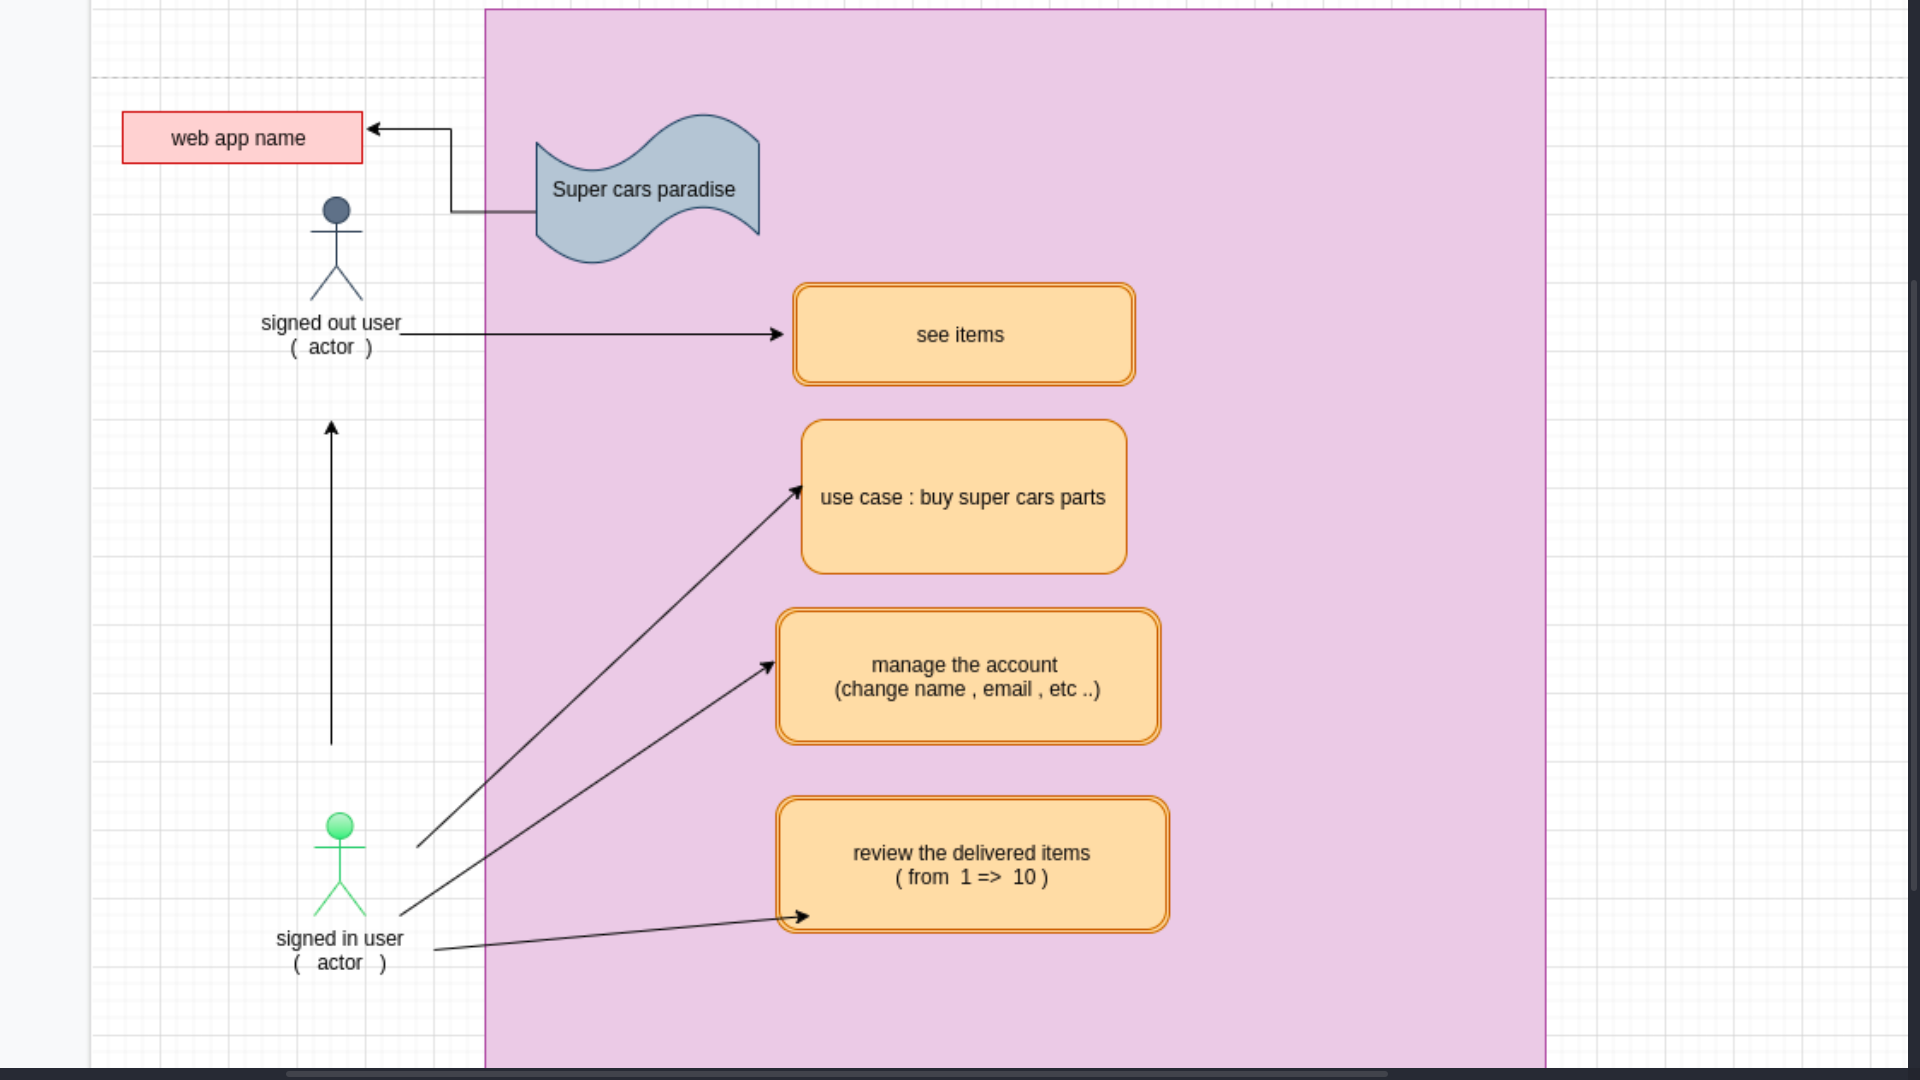 web app name
Super cars paradise
signed out user
( actor )
see items
use case : buy super cars parts
manage the account
(change name , email , etc ..)
review the delivered items
( from 1 => 10 )
signed in user
( actor )